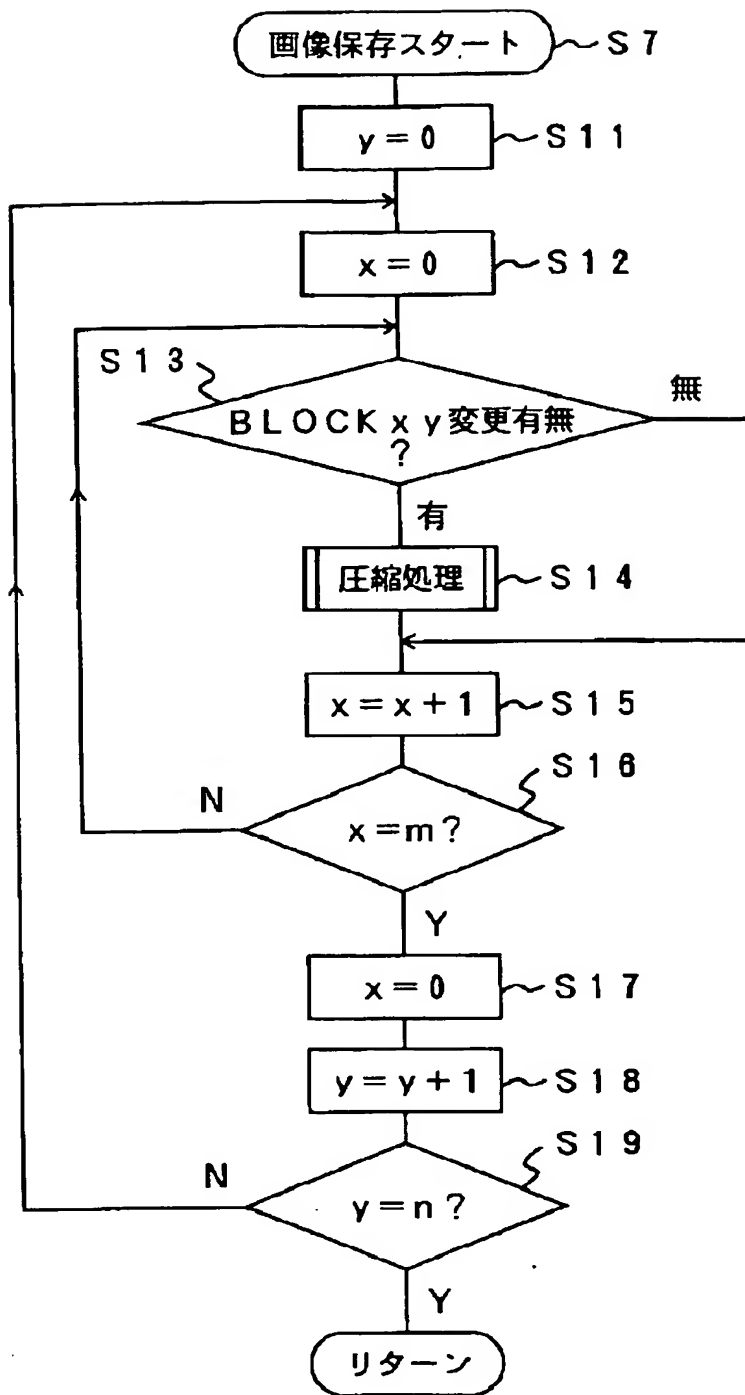 画像保存スタート S7
y=0 S11
x=0 S12
S13
無
BLOCK x y 変更有無
?
有
圧縮処理 S14
x=x+1 S15
S16
N
x=m?
Y
x=0 S17
y=y+1 S18
S19
N
y=n?
Y
リターン